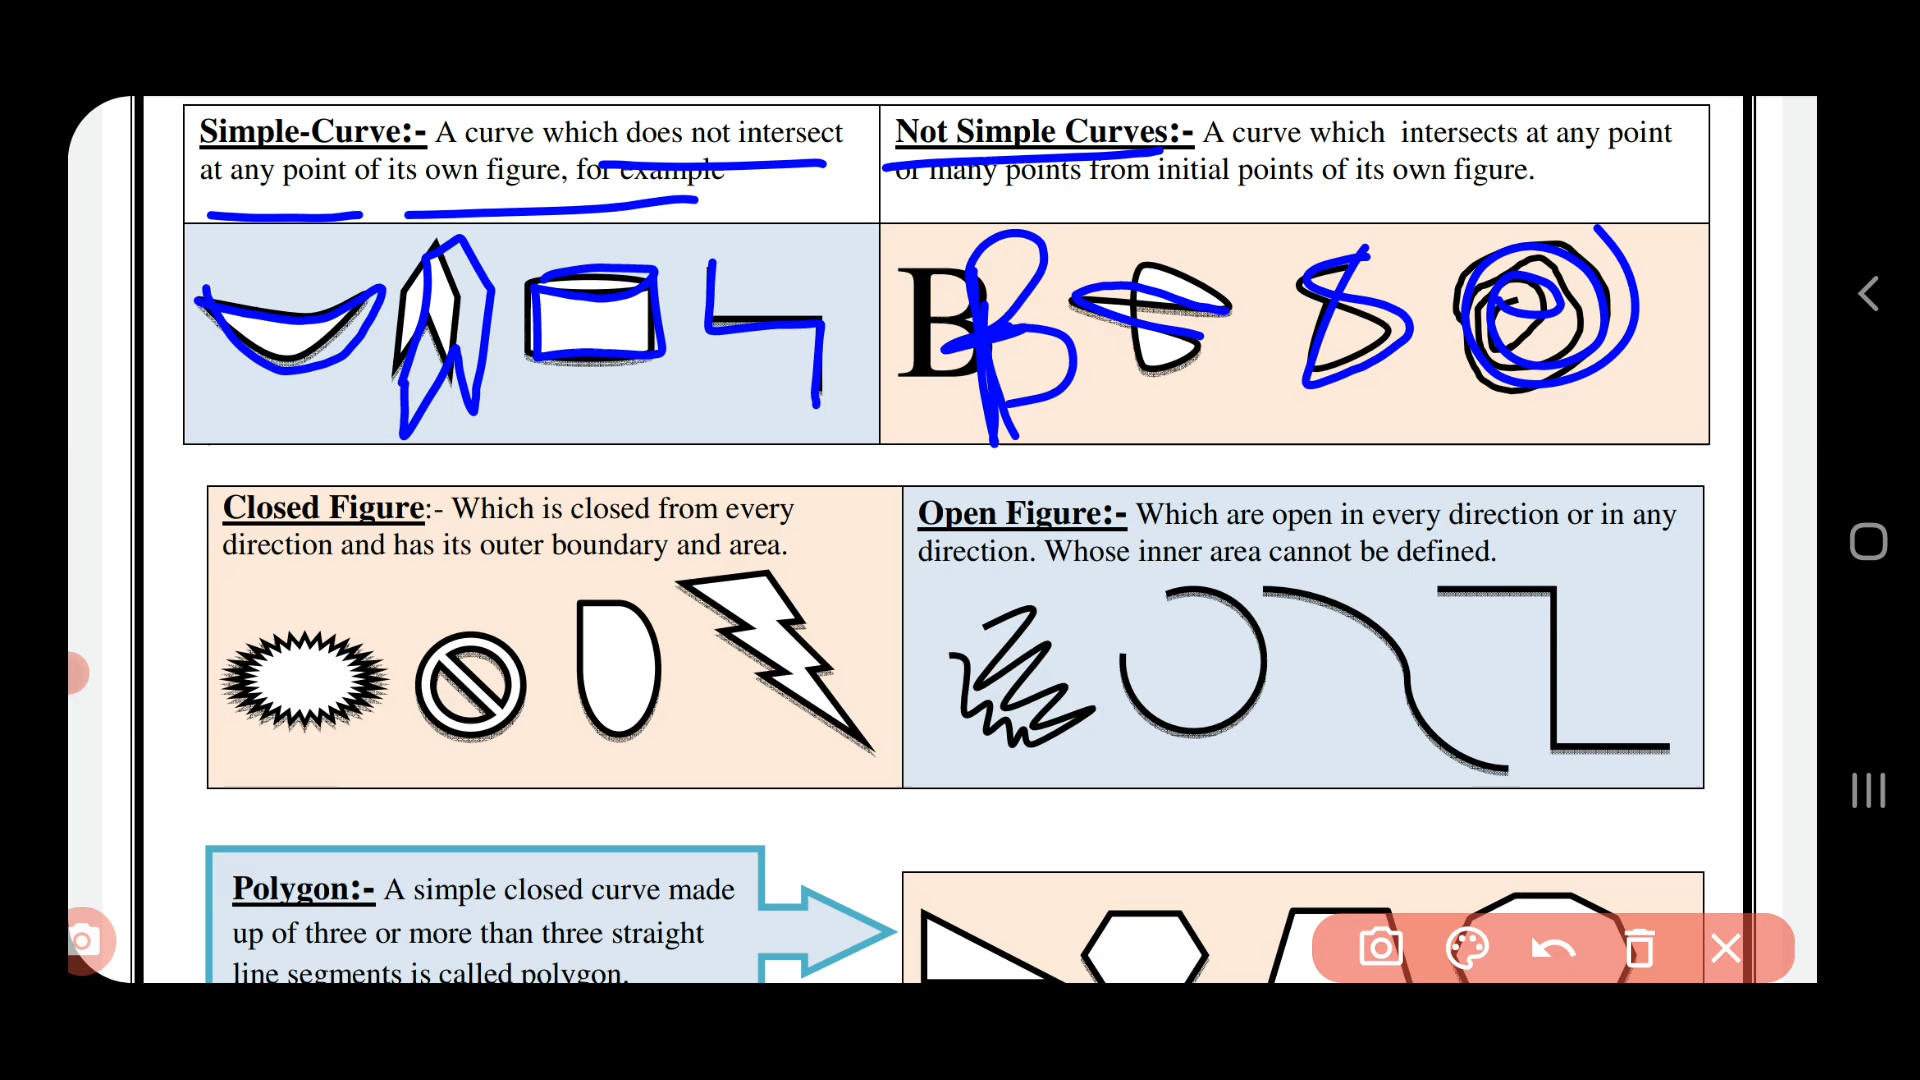 Simple-Curve:- A curve which does not intersect
at any point of its own figure, for example
Not Simple Curves:- A curve which intersects at any point
or many points from initial points of its own figure.
B
Closed Figure:- Which is closed from every
direction and has its outer boundary and area.
Open Figure:- Which are open in every direction or in any
direction. Whose inner area cannot be defined.
Polygon:- A simple closed curve made
up of three or more than three straight
line segments is called polygon.